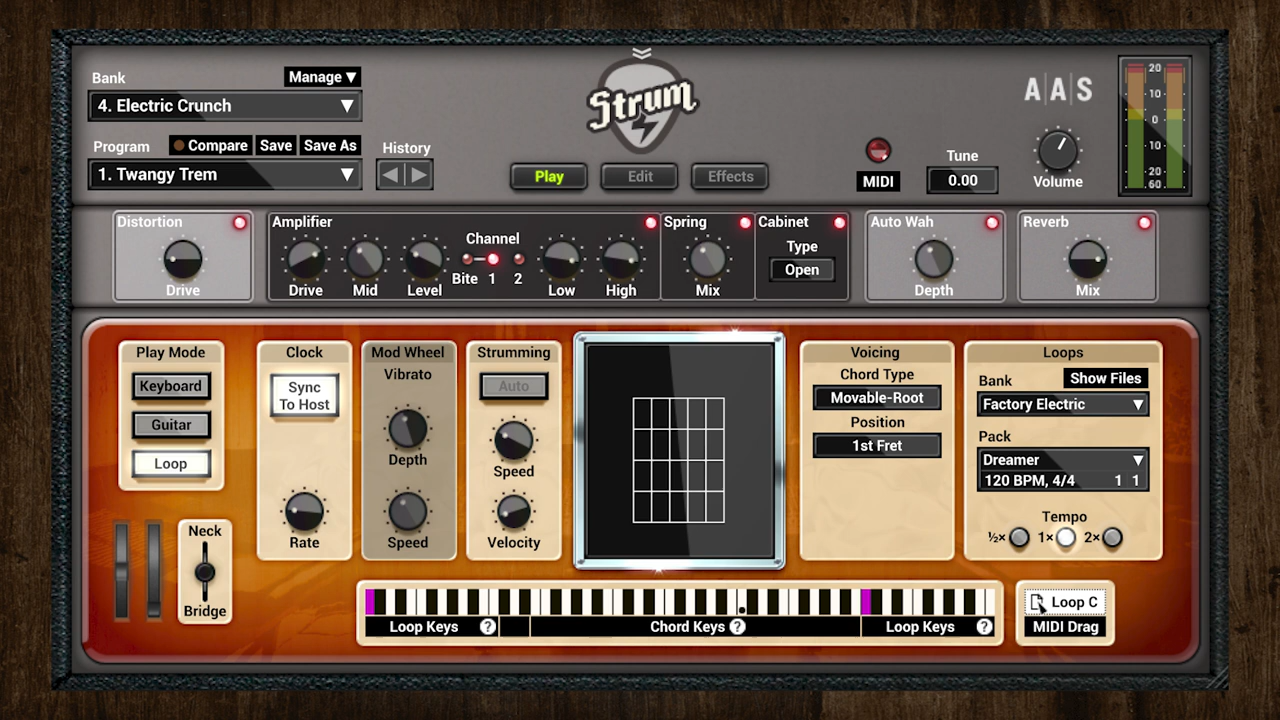 Bank
Manage
4. Electric Crunch
Program
Compare
Save
Save As
1. Twangy Trem
History
Strum
Play
Edit
Effects
MIDI
Tune
0.00
A|A|S
Volume
20
10
0
10
20
60
Distortion
Drive
Amplifier
Drive
Mid
Level
Channel
Bite 1 2
Low
High
Spring
Mix
Cabinet
Type
Open
Auto Wah
Depth
Reverb
Mix
Play Mode
Keyboard
Guitar
Loop
Neck
Bridge
Clock
Sync
To Host
Rate
Mod Wheel
Vibrato
Depth
Speed
Strumming
Auto
Speed
Velocity
Voicing
Chord Type
Movable-Root
Position
1st Fret
Loops
Bank
Show Files
Factory Electric
Pack
Dreamer
120 BPM, 4/4 1 1
Tempo
½× 1× 2×
Loop Keys ?
Chord Keys ?
Loop Keys ?
Loop C
MIDI Drag